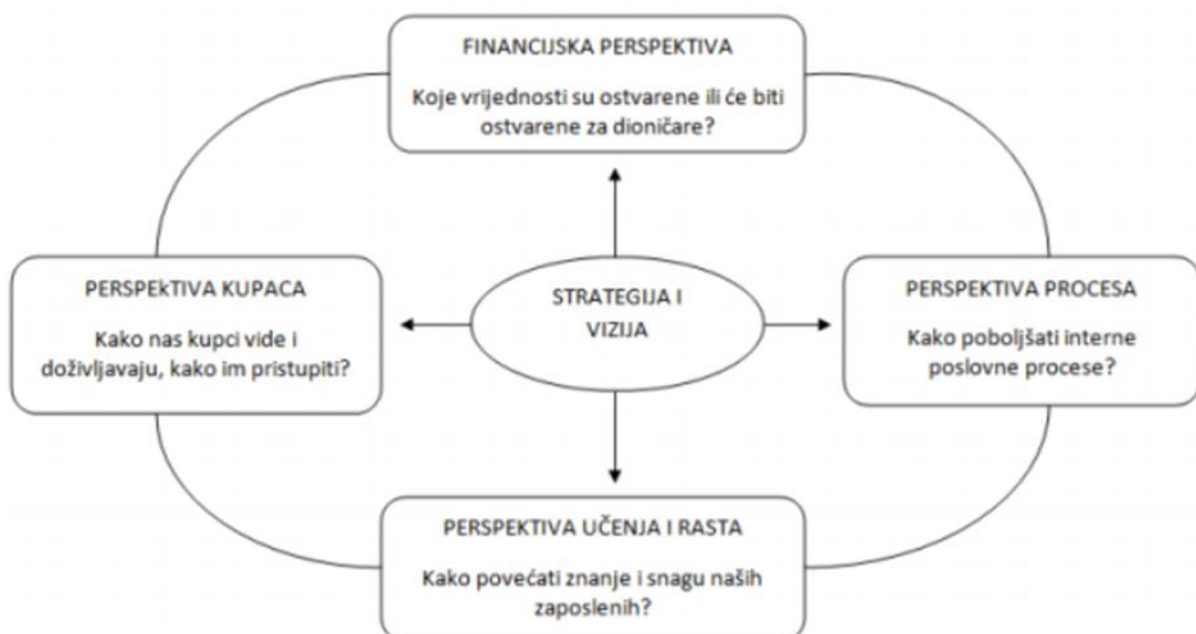 FINANCIJSKA PERSPEKTIVA
Koje vrijednosti su ostvarene ili će biti
ostvarene za dioničare?
PERSPEkTIVA KUPACA
Kako nas kupci vide i
doživljavaju, kako im pristupiti?
STRATEGIJA I
VIZIJA
PERSPEKTIVA PROCESA
Kako poboljšati interne
poslovne procese?
PERSPEKTIVA UČENJA I RASTA
Kako povećati znanje i snagu naših
zaposlenih?